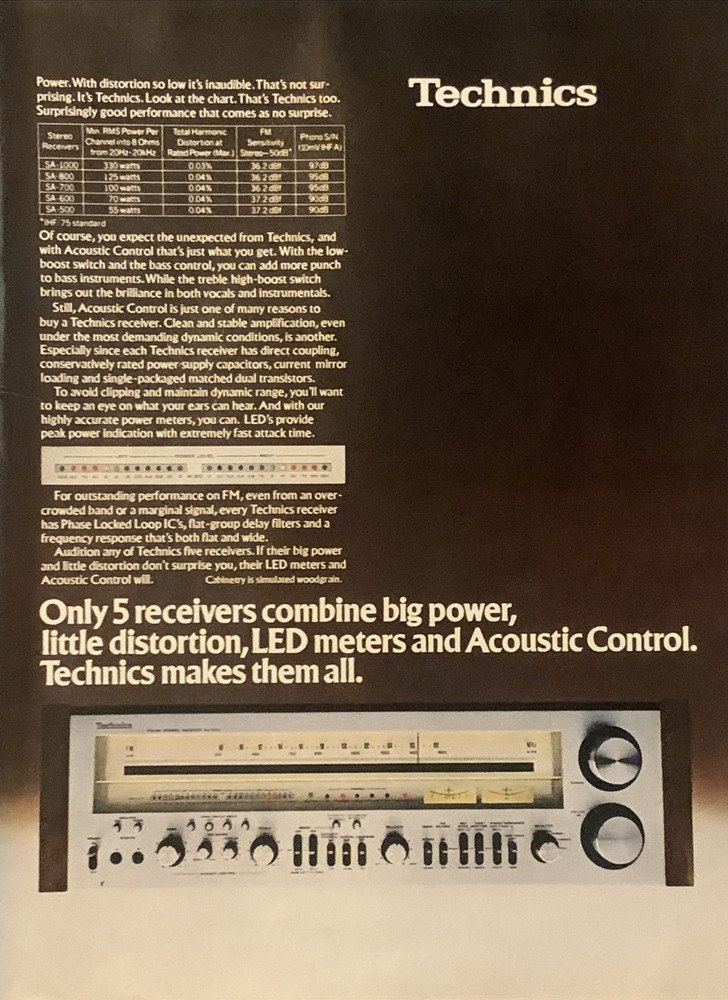 Technics
Power. With distortion so low it's inaudible. That's not sur-
prising. It's Technics. Look at the chart. That's Technics too.
Surprisingly good performance that comes as no surprise.
Stereo Receivers | Min. RMS Power Per Channel into 8 Ohms from 20Hz-20kHz | Total Harmonic Distortion at Rated Power (Max.) | FM Sensitivity Stereo—50dB* | Phono S/N (10mV IHF A)
SA-1000 | 330 watts | 0.03% | 36.2 dBf | 97dB
SA-800 | 125 watts | 0.04% | 36.2 dBf | 95dB
SA-700 | 100 watts | 0.04% | 36.2 dBf | 95dB
SA-600 | 70 watts | 0.04% | 37.2 dBf | 90dB
SA-500 | 55 watts | 0.04% | 37.2 dBf | 90dB
*IHF '75 standard
Of course, you expect the unexpected from Technics, and
with Acoustic Control that's just what you get. With the low-
boost switch and the bass control, you can add more punch
to bass instruments. While the treble high-boost switch
brings out the brilliance in both vocals and instrumentals.
Still, Acoustic Control is just one of many reasons to
buy a Technics receiver. Clean and stable amplification, even
under the most demanding dynamic conditions, is another.
Especially since each Technics receiver has direct coupling,
conservatively rated power-supply capacitors, current mirror
loading and single-packaged matched dual transistors.
To avoid clipping and maintain dynamic range, you'll want
to keep an eye on what your ears can hear. And with our
highly accurate power meters, you can. LED's provide
peak power indication with extremely fast attack time.
LEFT POWER LEVEL RIGHT
For outstanding performance on FM, even from an over-
crowded band or a marginal signal, every Technics receiver
has Phase Locked Loop IC's, flat-group delay filters and a
frequency response that's both flat and wide.
Audition any of Technics five receivers. If their big power
and little distortion don't surprise you, their LED meters and
Acoustic Control will. Cabinetry is simulated woodgrain.
Only 5 receivers combine big power,
little distortion, LED meters and Acoustic Control.
Technics makes them all.
Technics